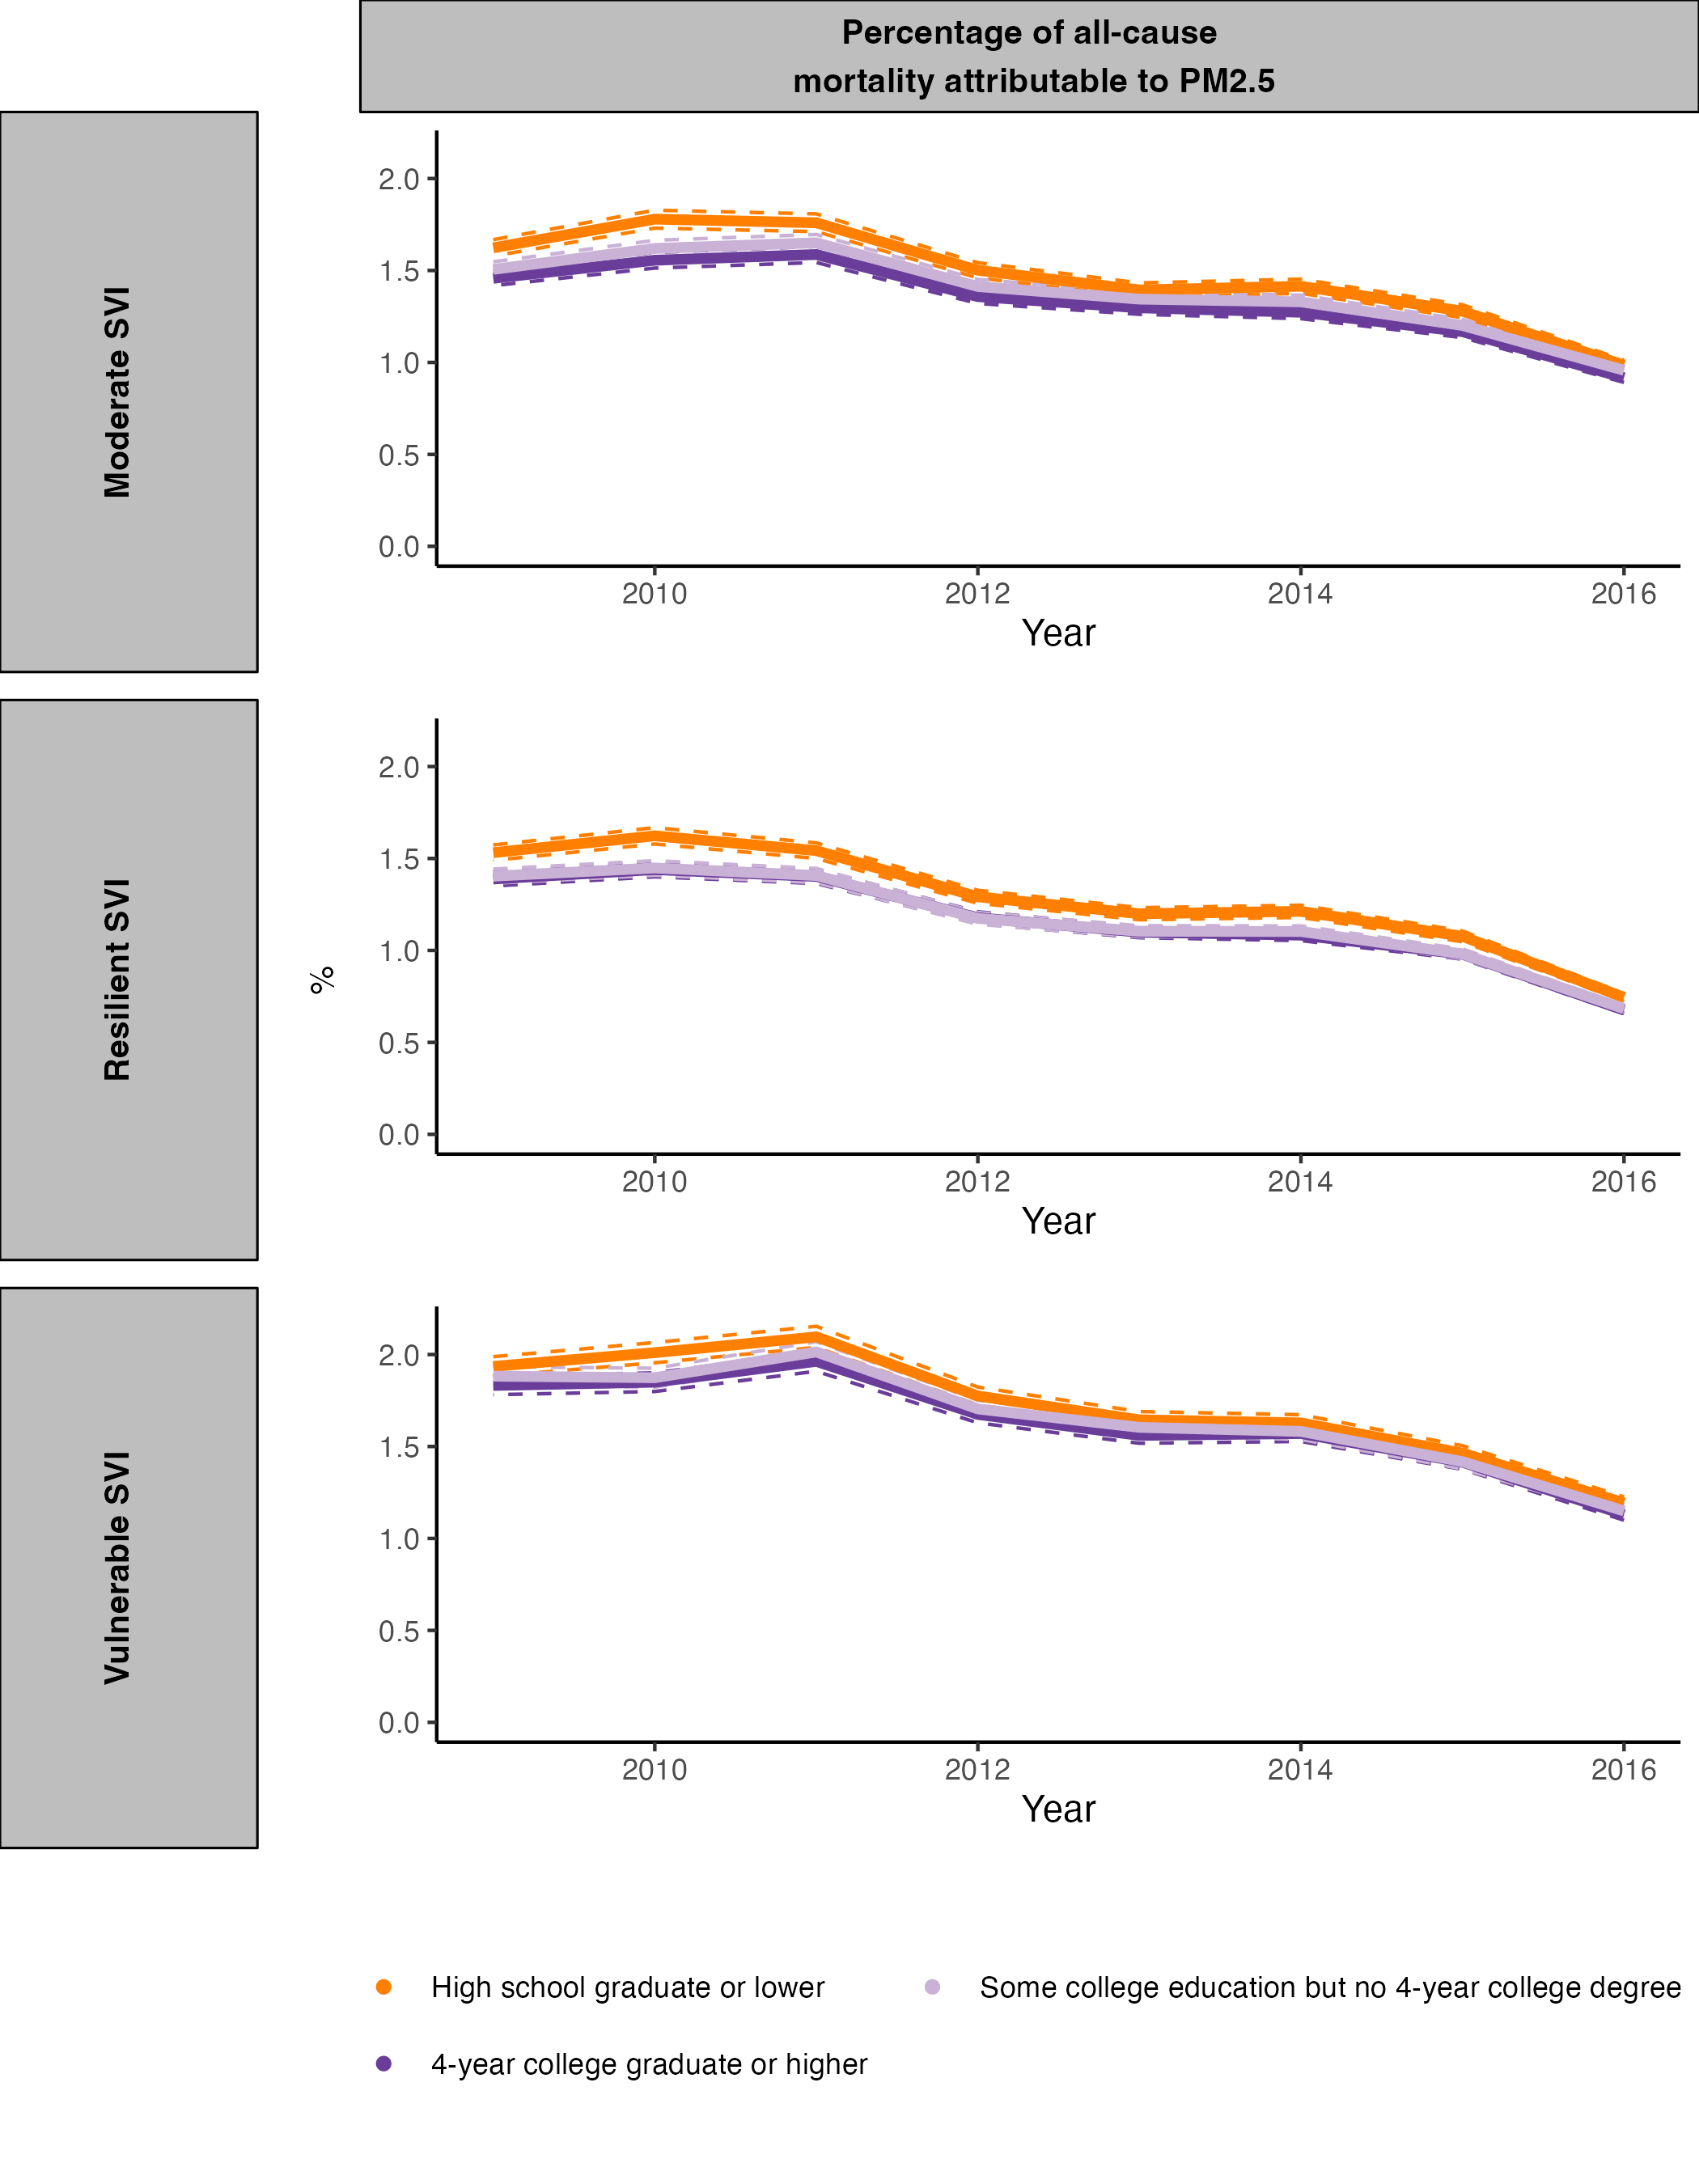 Percentage of all-cause
mortality attributable to PM2.5
Moderate SVI
2.0
1.5
1.0
0.5
0.0
2010 2012 2014 2016
Year
Resilient SVI
%
2.0
1.5
1.0
0.5
0.0
2010 2012 2014 2016
Year
Vulnerable SVI
2.0
1.5
1.0
0.5
0.0
2010 2012 2014 2016
Year
High school graduate or lower
Some college education but no 4-year college degree
4-year college graduate or higher